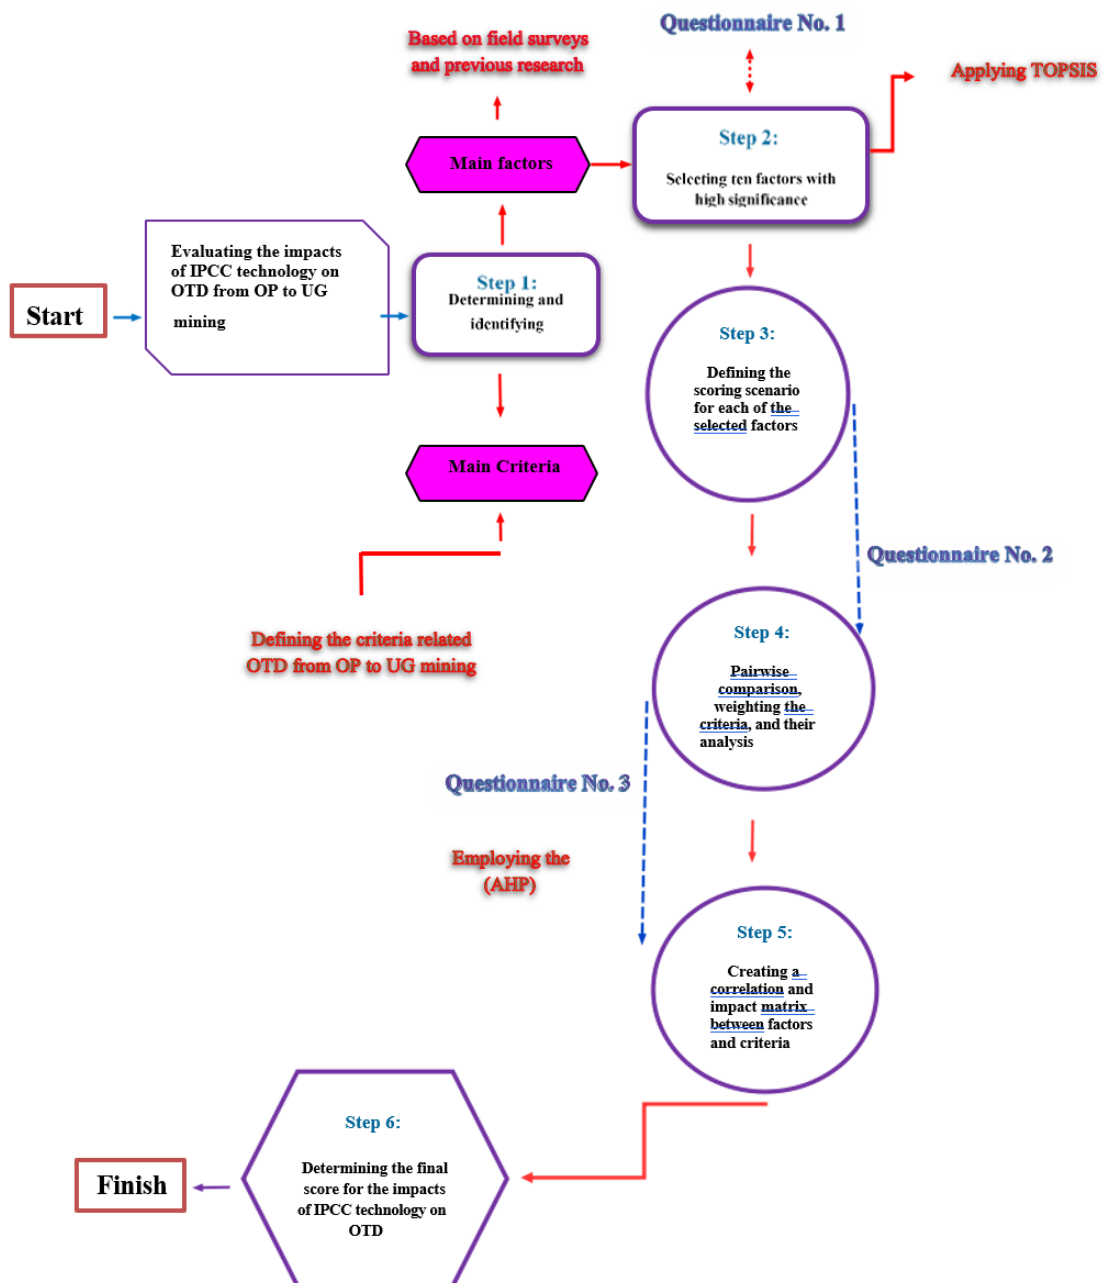 Questionnaire No. 1
Based on field surveys
and previous research
Applying TOPSIS
Main factors
Step 2:
Selecting ten factors with
high significance
Start
Evaluating the impacts
of IPCC technology on
OTD from OP to UG
mining
Step 1:
Determining and
identifying
Step 3:
Defining the
scoring scenario
for each of the
selected factors
Main Criteria
Questionnaire No. 2
Defining the criteria related
OTD from OP to UG mining
Step 4:
Pairwise
comparison,
weighting the
criteria, and their
analysis
Questionnaire No. 3
Employing the
(AHP)
Step 5:
Creating a
correlation and
impact matrix
between factors
and criteria
Step 6:
Determining the final
score for the impacts
of IPCC technology on
OTD
Finish